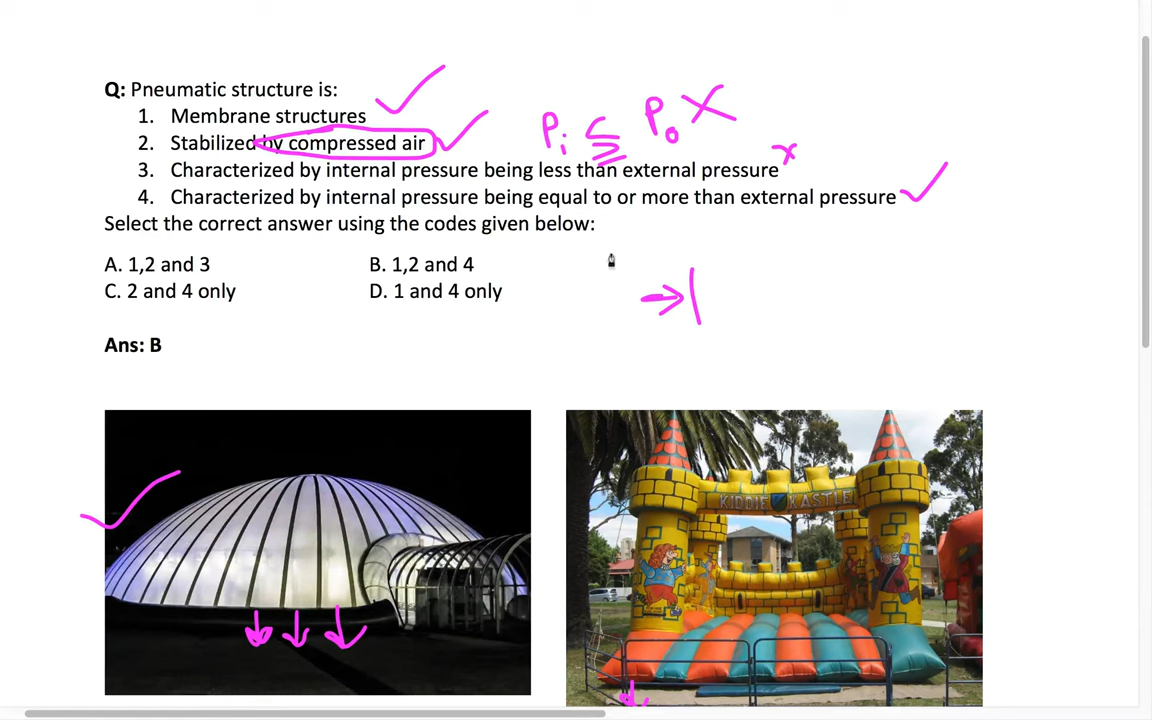 Q: Pneumatic structure is:
1. Membrane structures
2. Stabilized by compressed air
3. Characterized by internal pressure being less than external pressure
4. Characterized by internal pressure being equal to or more than external pressure
Pi ≤ Po
Select the correct answer using the codes given below:
A. 1,2 and 3 B. 1,2 and 4
C. 2 and 4 only D. 1 and 4 only
Ans: B
KIDDIE KASTLE